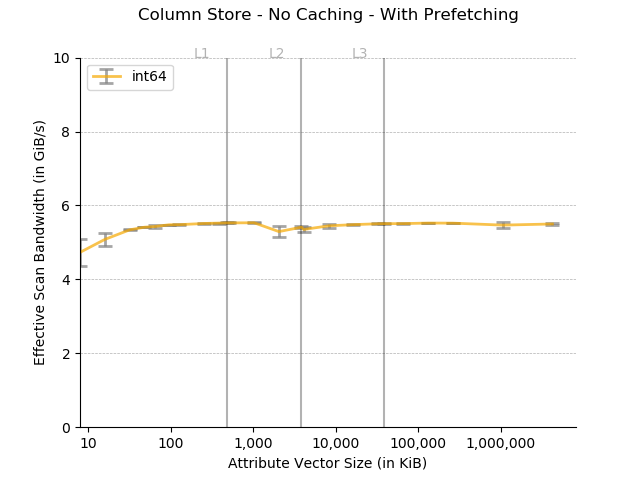 Column Store - No Caching - With Prefetching
L1 L2 L3
int64
Effective Scan Bandwidth (in GiB/s)
10
8
6
4
2
0
10 100 1,000 10,000 100,000 1,000,000
Attribute Vector Size (in KiB)